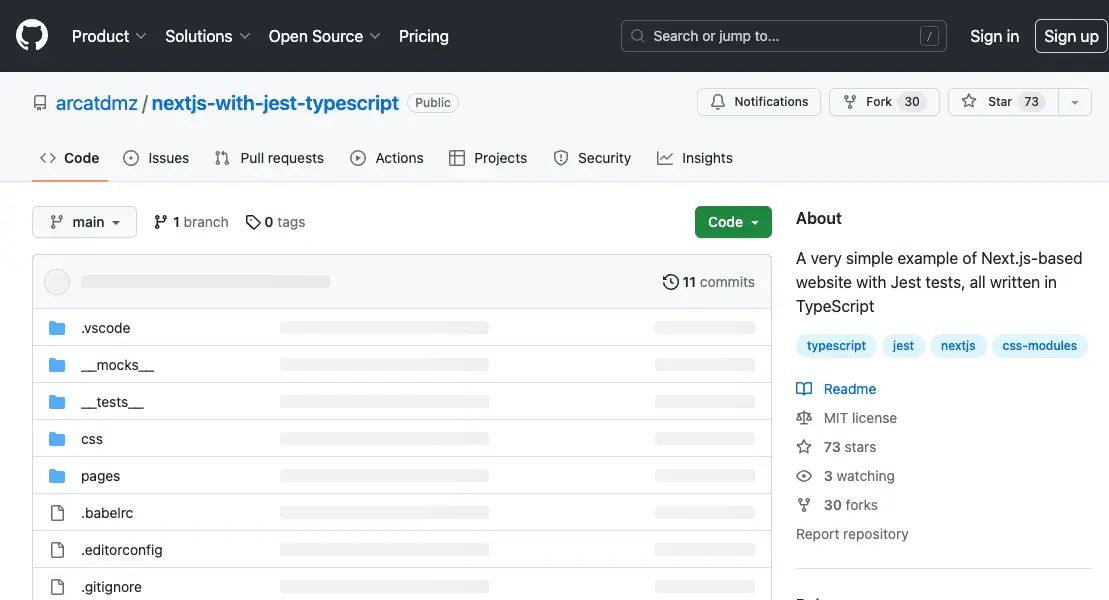 Product Solutions Open Source Pricing Search or jump to... / Sign in Sign up
arcatdmz / nextjs-with-jest-typescript Public Notifications Fork 30 Star 73
Code Issues Pull requests Actions Projects Security Insights
main 1 branch 0 tags Code
11 commits
.vscode
__mocks__
__tests__
css
pages
.babelrc
.editorconfig
.gitignore
About
A very simple example of Next.js-based
website with Jest tests, all written in
TypeScript
typescript jest nextjs css-modules
Readme
MIT license
73 stars
3 watching
30 forks
Report repository